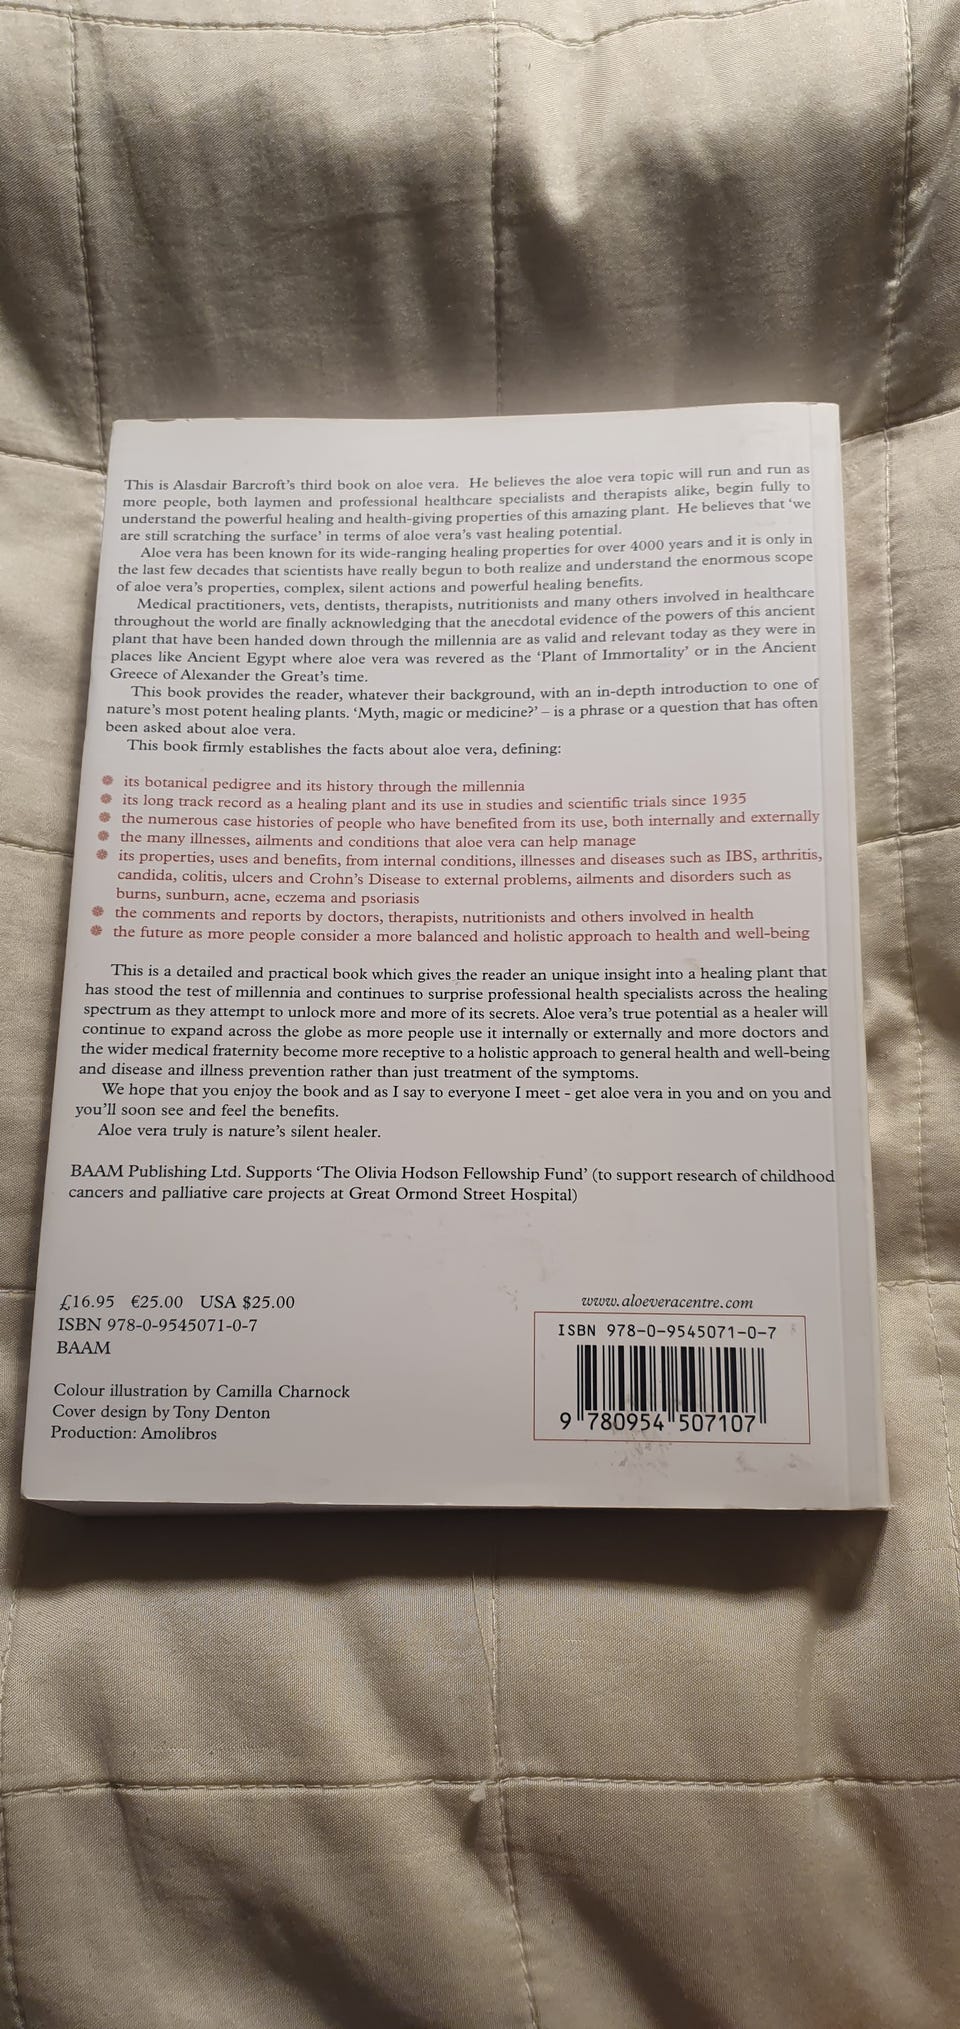 This is Alasdair Barcroft's third book on aloe vera. He believes the aloe vera topic will run and run as
more people, both laymen and professional healthcare specialists and therapists alike, begin fully to
understand the powerful healing and health-giving properties of this amazing plant. He believes that 'we
are still scratching the surface' in terms of aloe vera's vast healing potential.
Aloe vera has been known for its wide-ranging healing properties for over 4000 years and it is only in
the last few decades that scientists have really begun to both realize and understand the enormous scope
of aloe vera's properties, complex, silent actions and powerful healing benefits.
Medical practitioners, vets, dentists, therapists, nutritionists and many others involved in healthcare
throughout the world are finally acknowledging that the anecdotal evidence of the powers of this ancient
plant that have been handed down through the millennia are as valid and relevant today as they were in
places like Ancient Egypt where aloe vera was revered as the 'Plant of Immortality' or in the Ancient
Greece of Alexander the Great's time.
This book provides the reader, whatever their background, with an in-depth introduction to one of
nature's most potent healing plants. 'Myth, magic or medicine?' – is a phrase or a question that has often
been asked about aloe vera.
This book firmly establishes the facts about aloe vera, defining:
its botanical pedigree and its history through the millennia
its long track record as a healing plant and its use in studies and scientific trials since 1935
the numerous case histories of people who have benefited from its use, both internally and externally
the many illnesses, ailments and conditions that aloe vera can help manage
its properties, uses and benefits, from internal conditions, illnesses and diseases such as IBS, arthritis,
candida, colitis, ulcers and Crohn's Disease to external problems, ailments and disorders such as
burns, sunburn, acne, eczema and psoriasis
the comments and reports by doctors, therapists, nutritionists and others involved in health
the future as more people consider a more balanced and holistic approach to health and well-being
This is a detailed and practical book which gives the reader an unique insight into a healing plant that
has stood the test of millennia and continues to surprise professional health specialists across the healing
spectrum as they attempt to unlock more and more of its secrets. Aloe vera's true potential as a healer will
continue to expand across the globe as more people use it internally or externally and more doctors and
the wider medical fraternity become more receptive to a holistic approach to general health and well-being
and disease and illness prevention rather than just treatment of the symptoms.
We hope that you enjoy the book and as I say to everyone I meet - get aloe vera in you and on you and
you'll soon see and feel the benefits.
Aloe vera truly is nature's silent healer.
BAAM Publishing Ltd. Supports 'The Olivia Hodson Fellowship Fund' (to support research of childhood
cancers and palliative care projects at Great Ormond Street Hospital)
£16.95 €25.00 USA $25.00
ISBN 978-0-9545071-0-7
BAAM
Colour illustration by Camilla Charnock
Cover design by Tony Denton
Production: Amolibros
www.aloeveracentre.com
ISBN 978-0-9545071-0-7
9 780954 507107